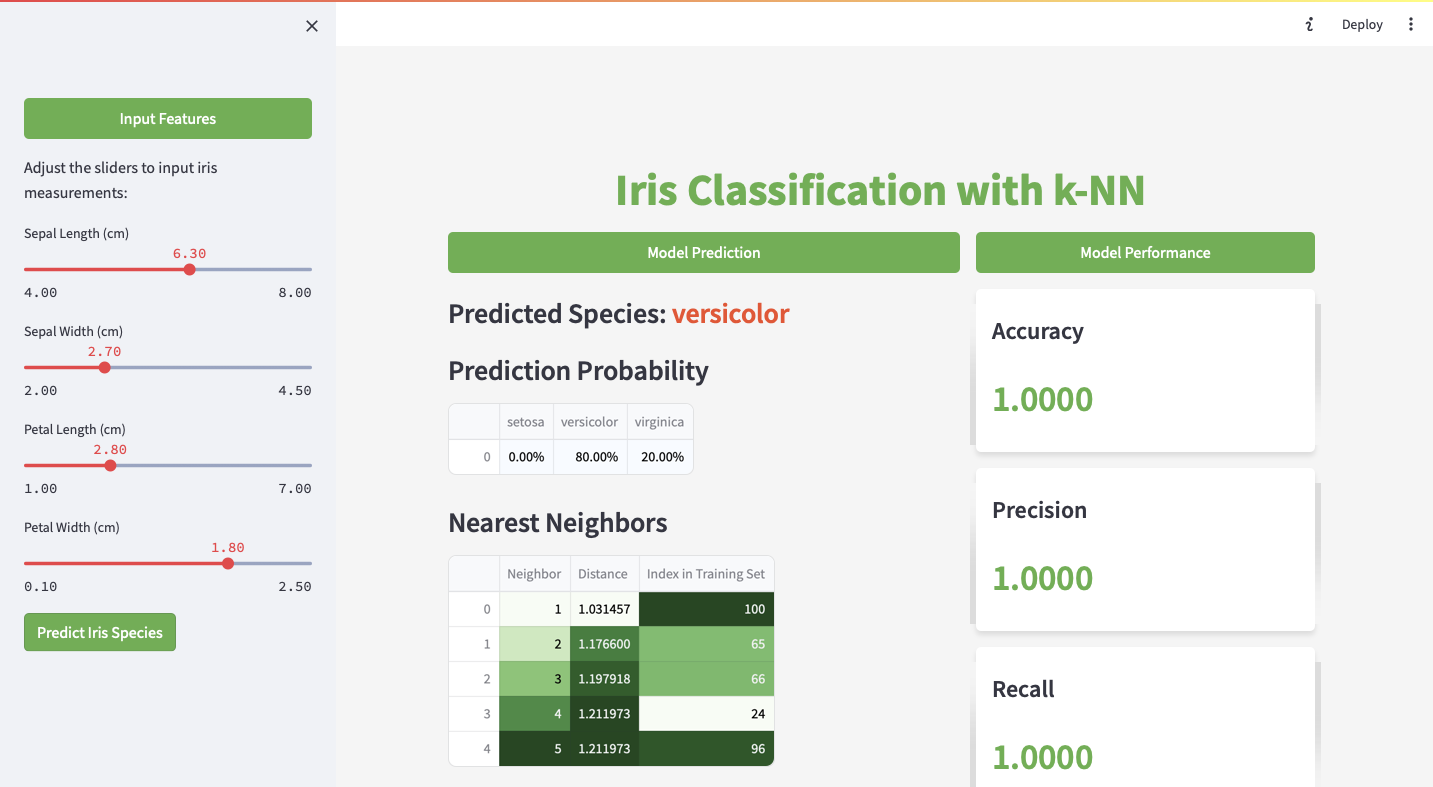 Deploy
Input Features
Adjust the sliders to input iris
measurements:
Sepal Length (cm)
6.30
4.00 8.00
Sepal Width (cm)
2.70
2.00 4.50
Petal Length (cm)
2.80
1.00 7.00
Petal Width (cm)
1.80
0.10 2.50
Predict Iris Species
Iris Classification with k-NN
Model Prediction
Predicted Species: versicolor
Prediction Probability
setosa versicolor virginica
0 0.00% 80.00% 20.00%
Nearest Neighbors
Neighbor Distance Index in Training Set
0 1 1.031457 100
1 2 1.176600 65
2 3 1.197918 66
3 4 1.211973 24
4 5 1.211973 96
Model Performance
Accuracy
1.0000
Precision
1.0000
Recall
1.0000